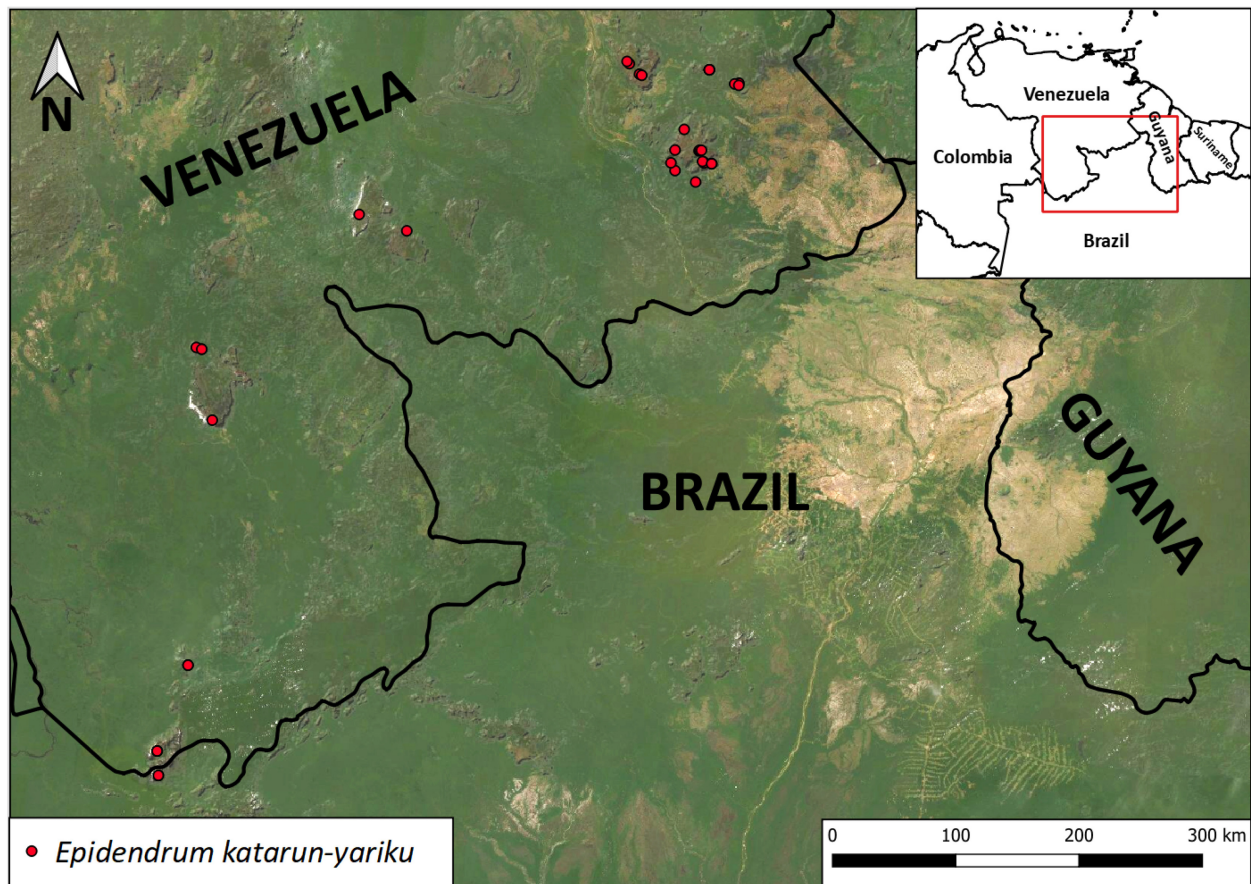 N
VENEZUELA
BRAZIL
GUYANA
Venezuela
Guyana
Suriname
Colombia
Brazil
Epidendrum katarun-yariku
0 100 200 300 km